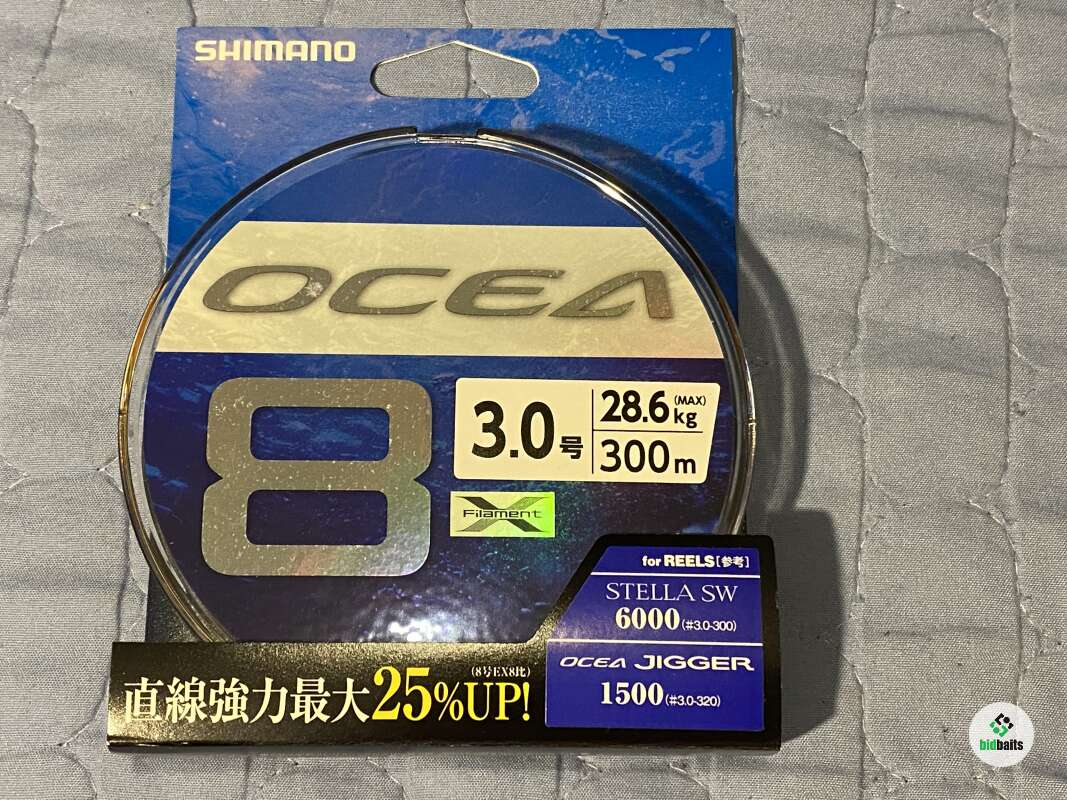 SHIMANO
OCEA
8
3.0号
28.6kg (MAX)
300m
Filament X
for REELS[参考]
STELLA SW
6000(#3.0-300)
OCEA JIGGER
1500(#3.0-320)
(8号EX8比)
直線強力最大25%UP!
bidbaits